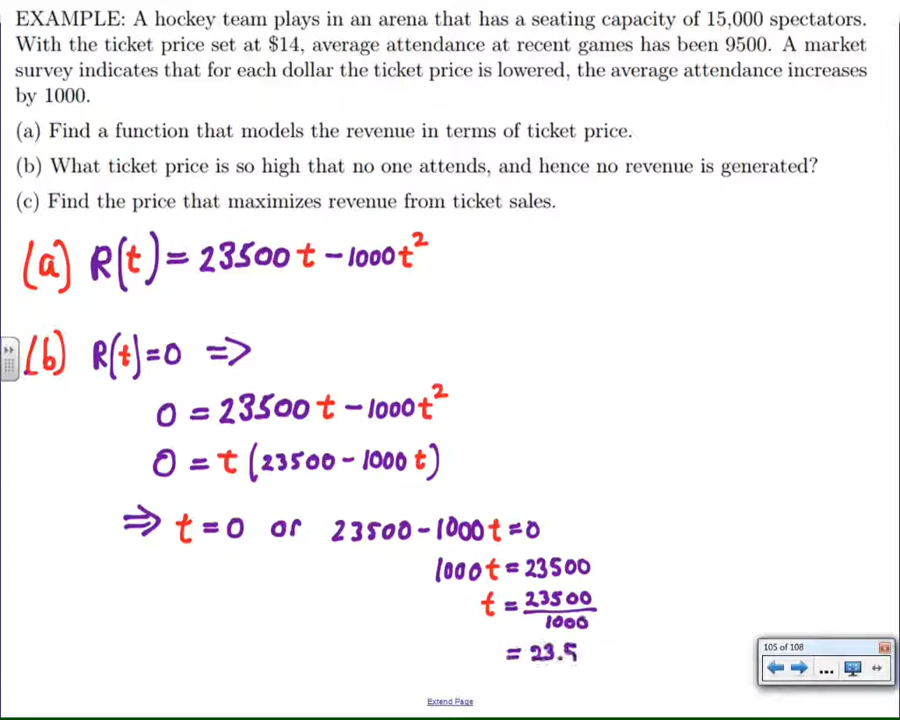 EXAMPLE: A hockey team plays in an arena that has a seating capacity of 15,000 spectators.
With the ticket price set at $14, average attendance at recent games has been 9500. A market
survey indicates that for each dollar the ticket price is lowered, the average attendance increases
by 1000.
(a) Find a function that models the revenue in terms of ticket price.
(b) What ticket price is so high that no one attends, and hence no revenue is generated?
(c) Find the price that maximizes revenue from ticket sales.
(a) R(t) = 23500t - 1000t²
(b) R(t) = 0 ⇒
0 = 23500t - 1000t²
0 = t(23500 - 1000t)
⇒ t = 0 or 23500 - 1000t = 0
1000t = 23500
t = 23500/1000
= 23.5
105 of 108
...
Extend Page